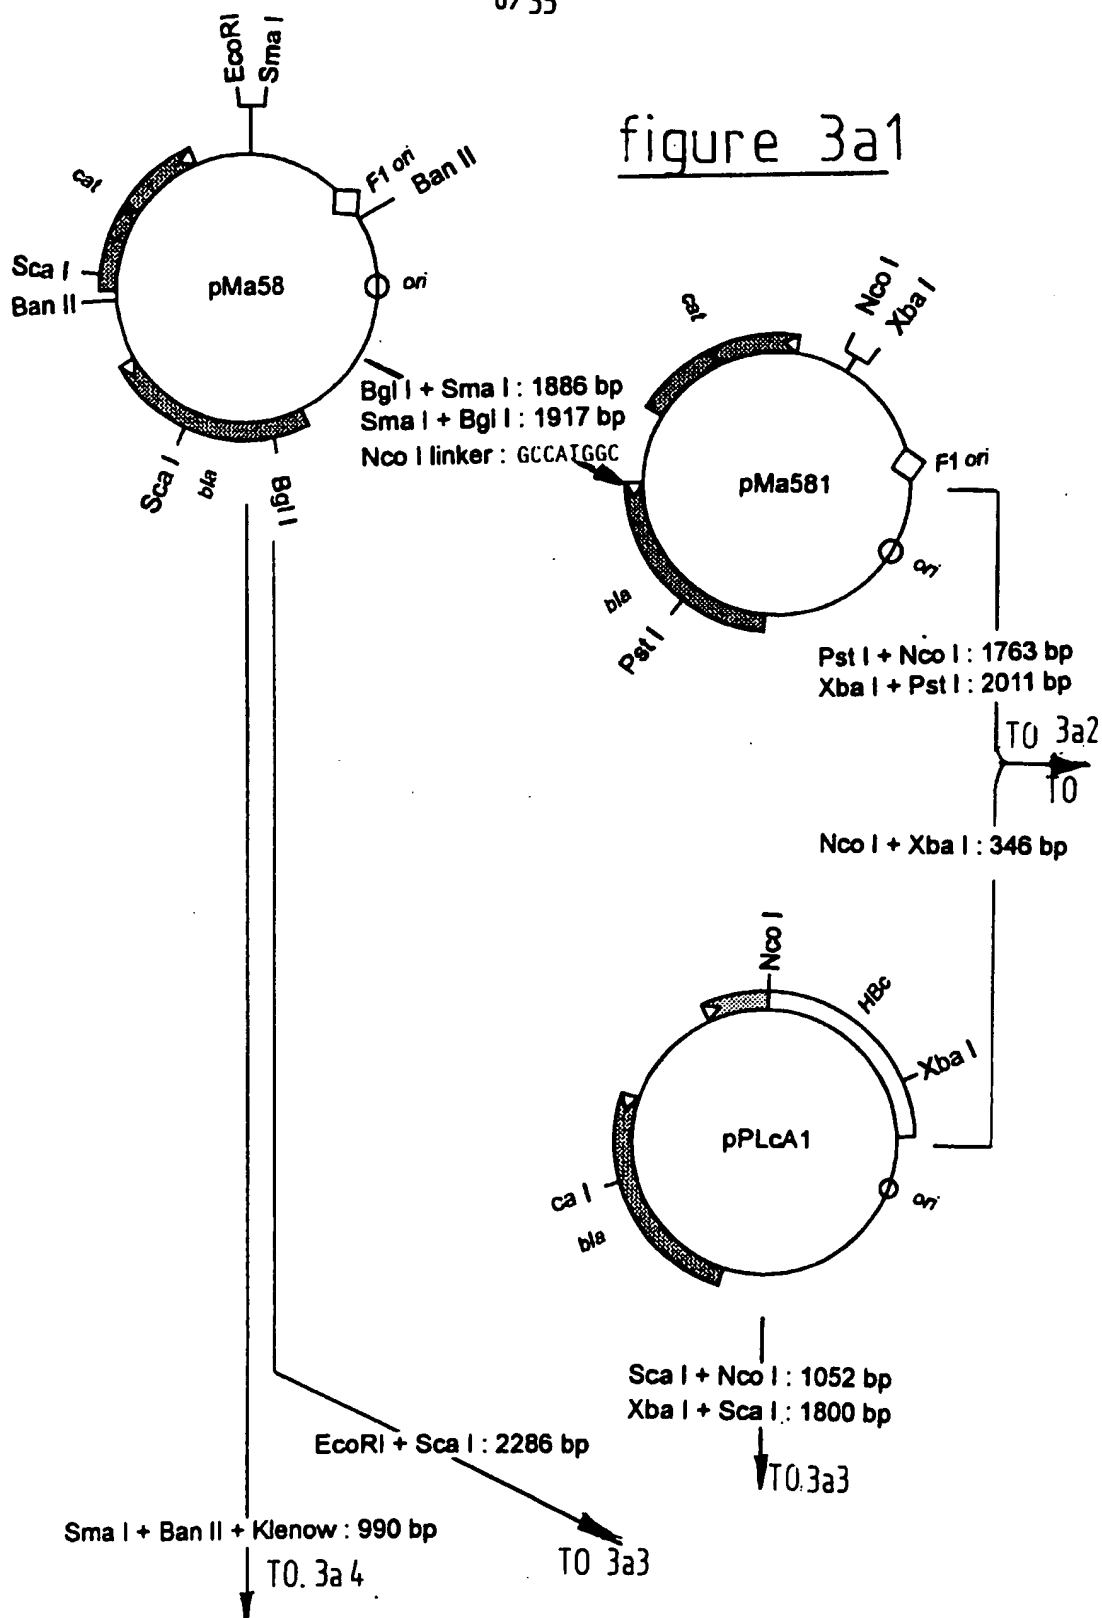 6/55
EcoRI
Sma I
figure 3a1
cat
F1 ori
Ban II
Sca I
Ban II
pMa58
ori
Bgl I + Sma I : 1886 bp
Sma I + Bgl I : 1917 bp
Nco I linker : GCCATGGC
Sca I
bla
Bgl I
Nco I
Xba I
cat
F1 ori
pMa581
ori
bla
Pst I
Pst I + Nco I : 1763 bp
Xba I + Pst I : 2011 bp
TO 3a2
TO
Nco I + Xba I : 346 bp
Nco I
HBc
Xba I
pPLcA1
ca I
bla
ori
Sca I + Nco I : 1052 bp
Xba I + Sca I : 1800 bp
TO.3a3
EcoRI + Sca I : 2286 bp
TO 3a3
Sma I + Ban II + Klenow : 990 bp
TO. 3a 4